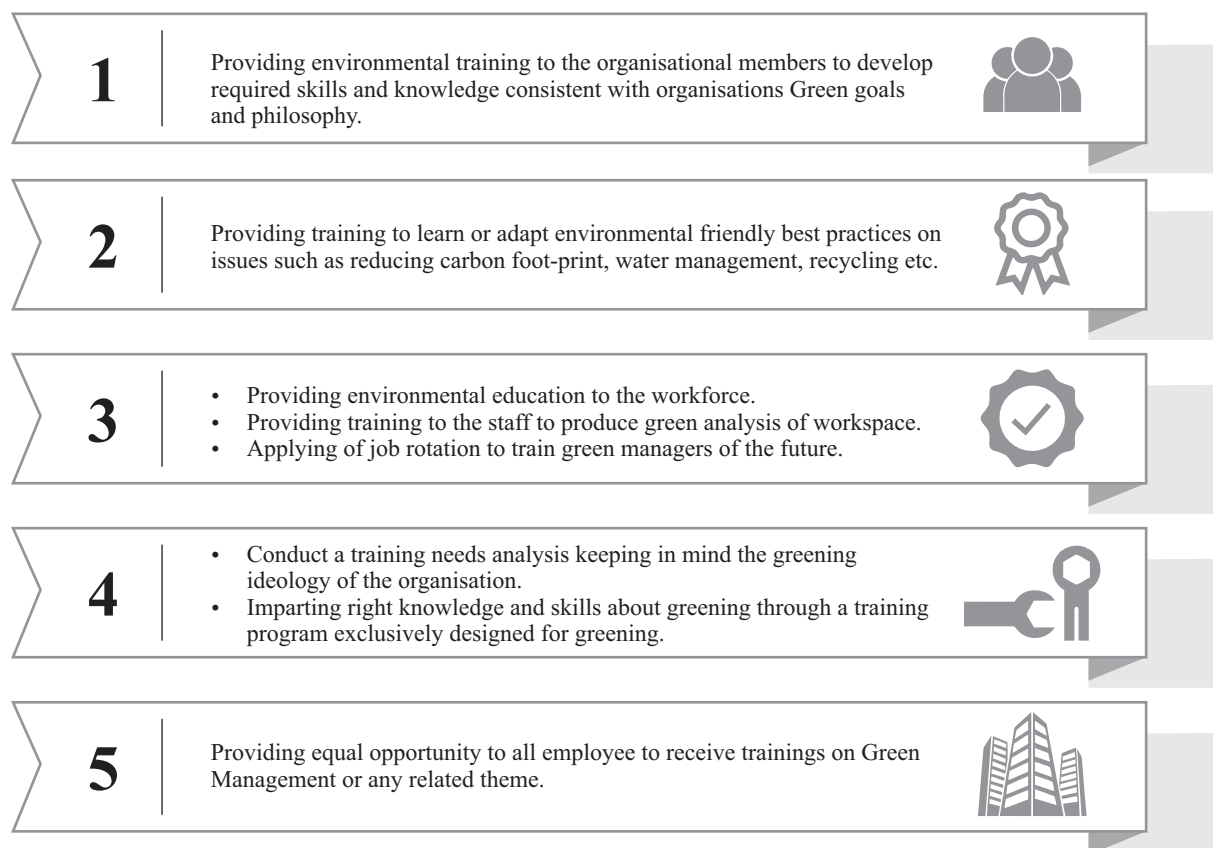 1
Providing environmental training to the organisational members to develop
required skills and knowledge consistent with organisations Green goals
and philosophy.
2
Providing training to learn or adapt environmental friendly best practices on
issues such as reducing carbon foot-print, water management, recycling etc.
3
• Providing environmental education to the workforce.
• Providing training to the staff to produce green analysis of workspace.
• Applying of job rotation to train green managers of the future.
4
• Conduct a training needs analysis keeping in mind the greening
ideology of the organisation.
• Imparting right knowledge and skills about greening through a training
program exclusively designed for greening.
5
Providing equal opportunity to all employee to receive trainings on Green
Management or any related theme.